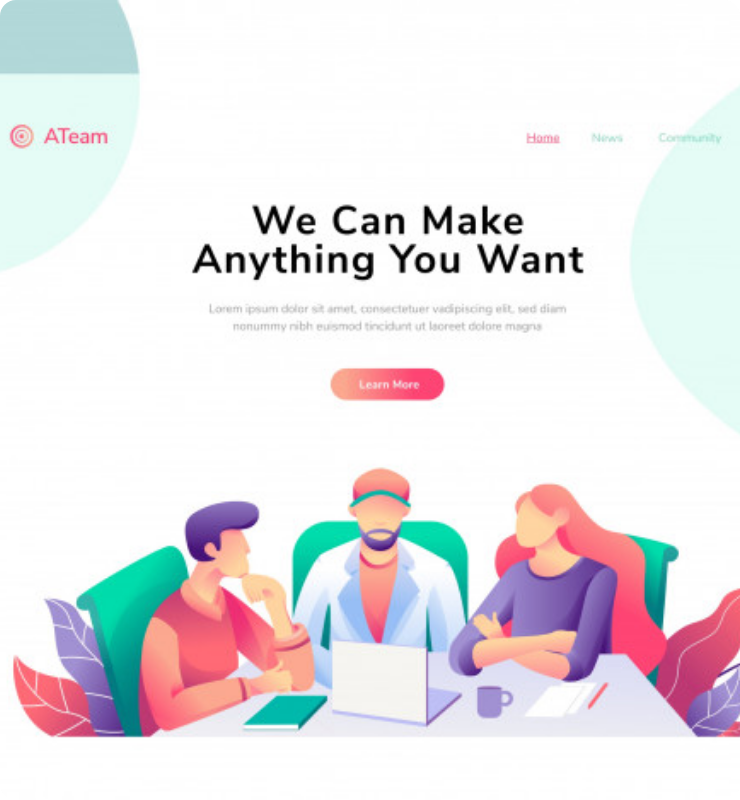 ATeam
Home News Community
We Can Make
Anything You Want
Lorem ipsum dolor sit amet, consectetuer vadipiscing elit, sed diam
nonummy nibh euismod tincidunt ut laoreet dolore magna
Learn More